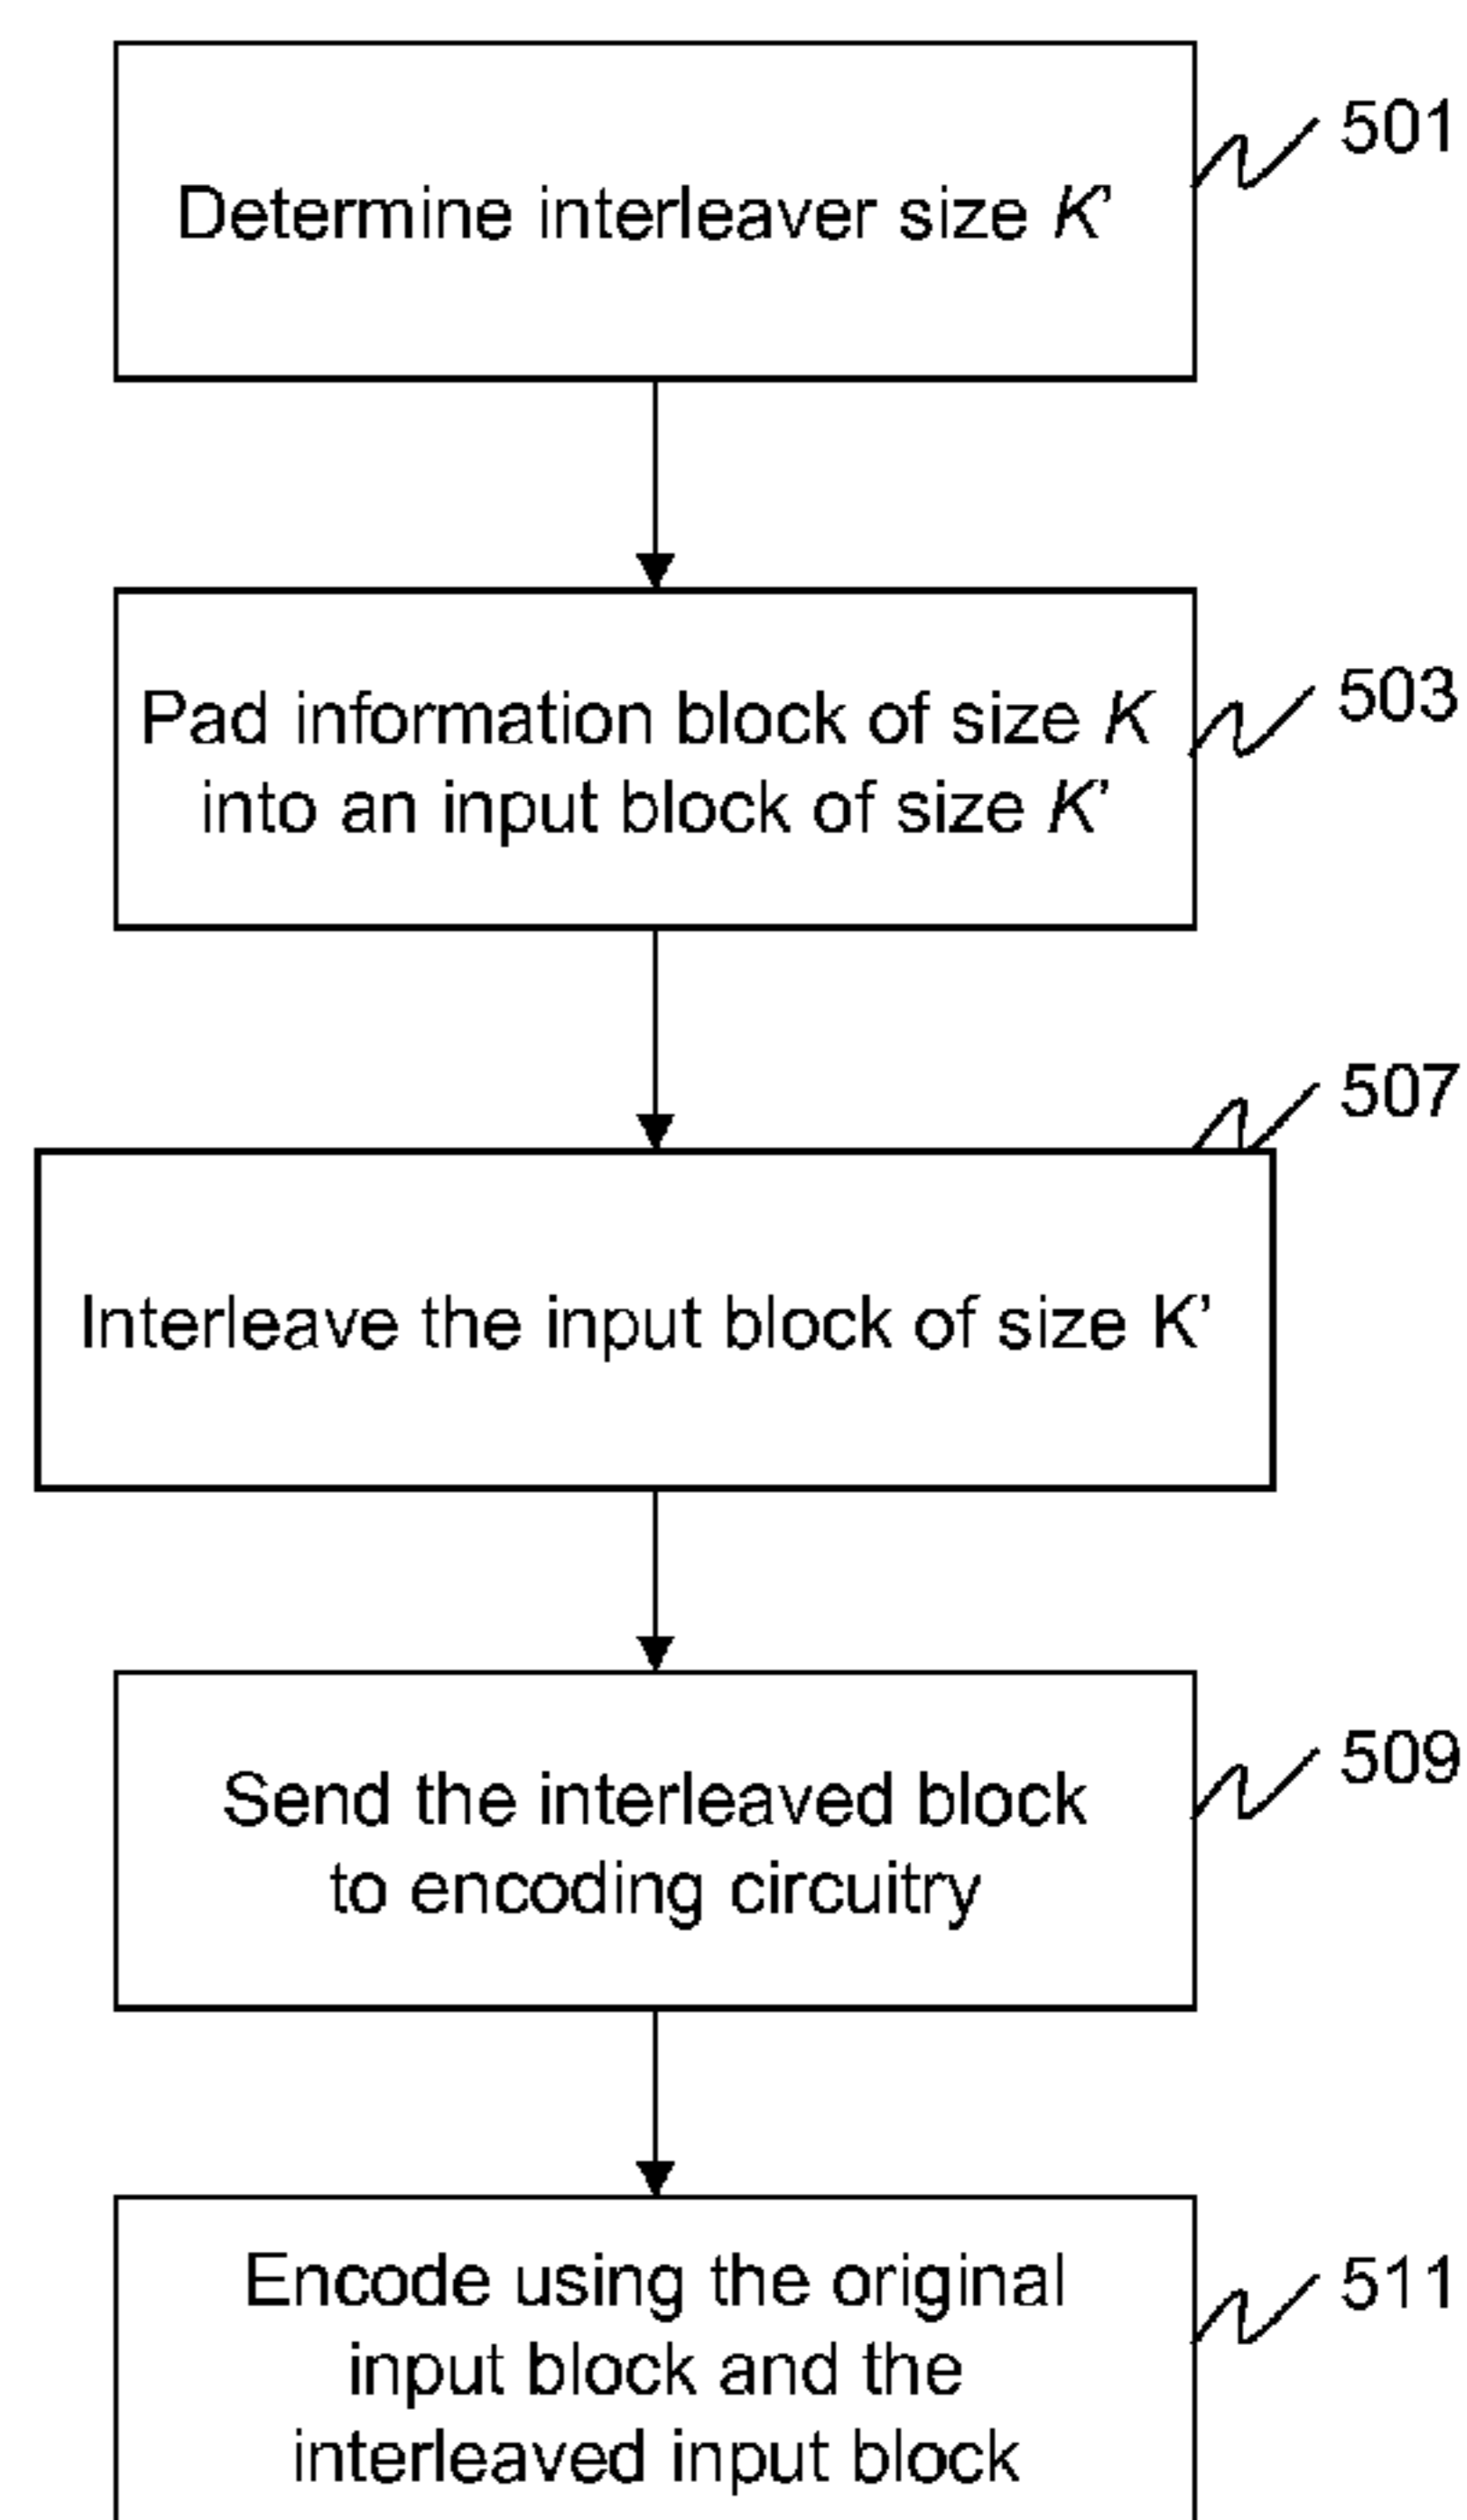 501
Determine interleaver size K'
503
Pad information block of size K
into an input block of size K'
507
Interleave the input block of size K'
509
Send the interleaved block
to encoding circuitry
511
Encode using the original
input block and the
interleaved input block